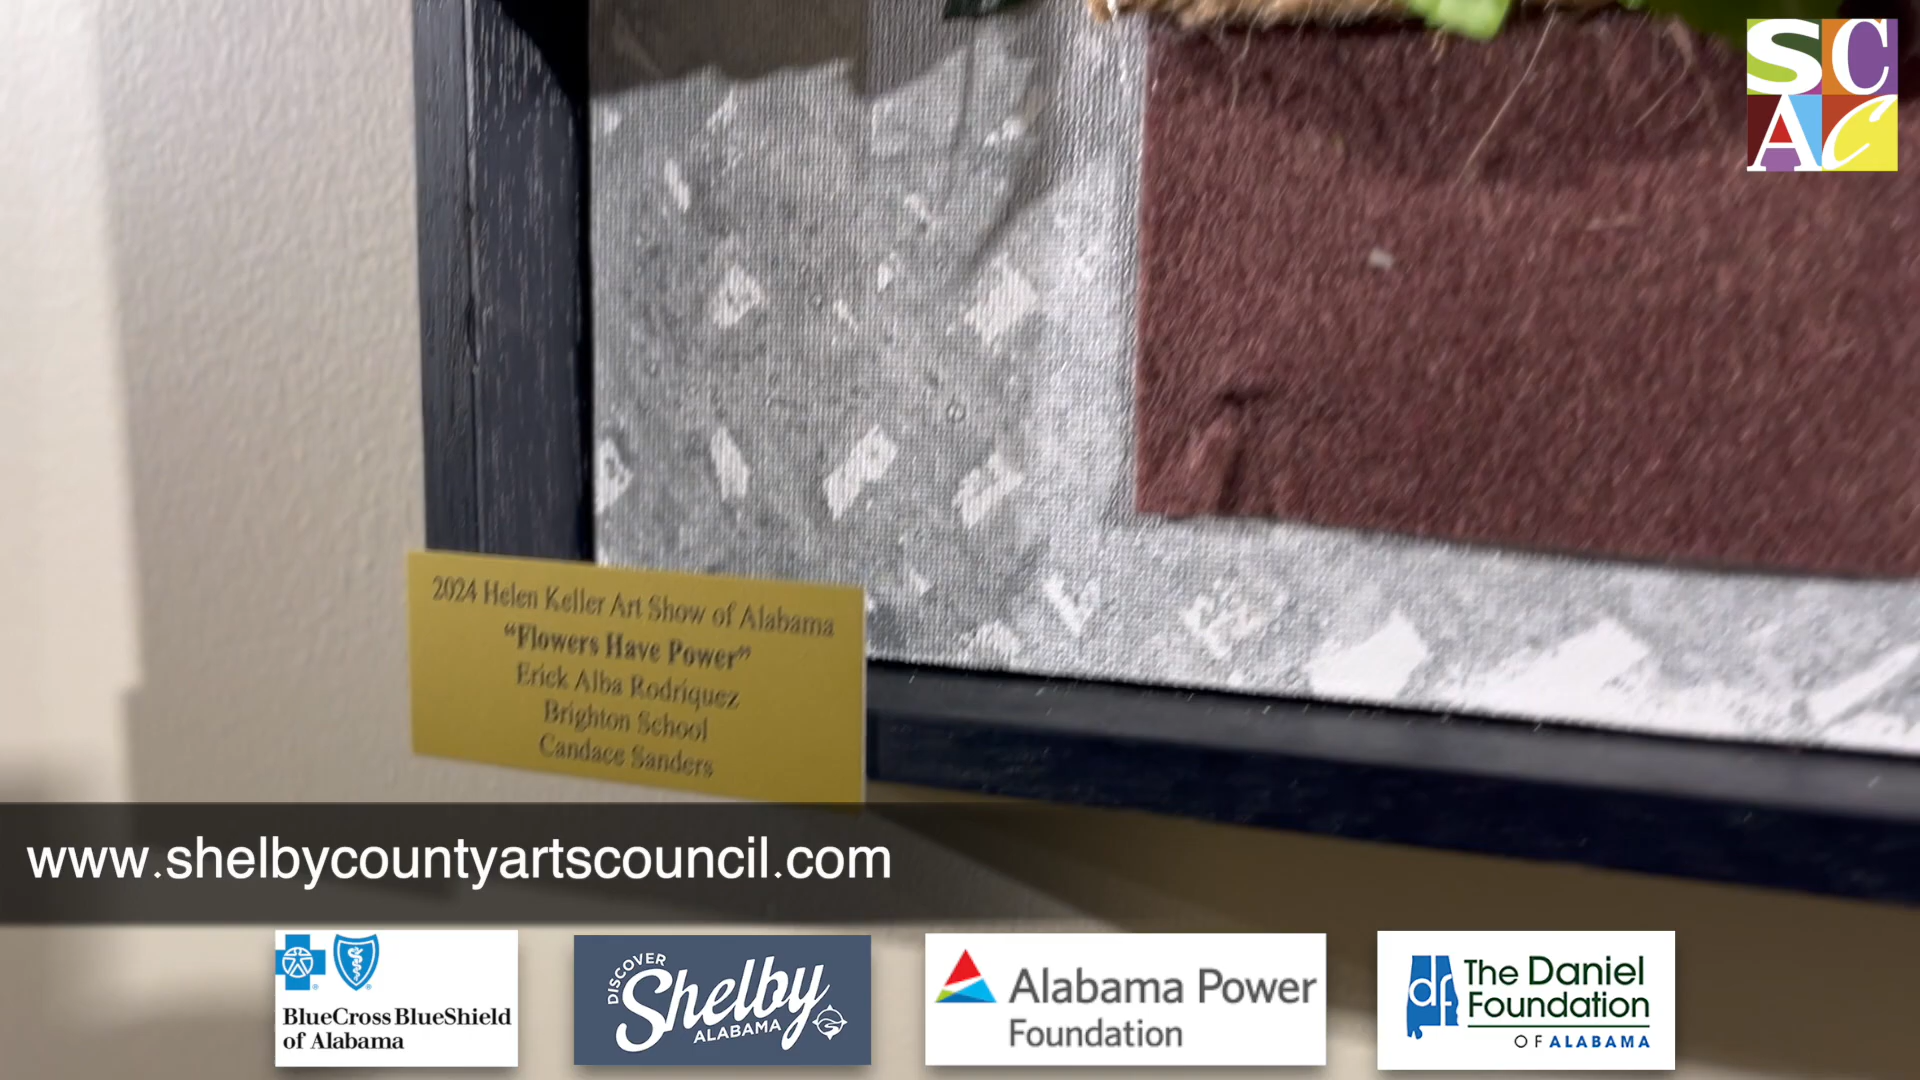 SC
AC
2024 Helen Keller Art Show of Alabama
“Flowers Have Power”
Erick Alba Rodriquez
Brighton School
Candace Sanders
www.shelbycountyartscouncil.com
BlueCross BlueShield
of Alabama
DISCOVER
Shelby
ALABAMA
Alabama Power
Foundation
df
The Daniel
Foundation
OF ALABAMA